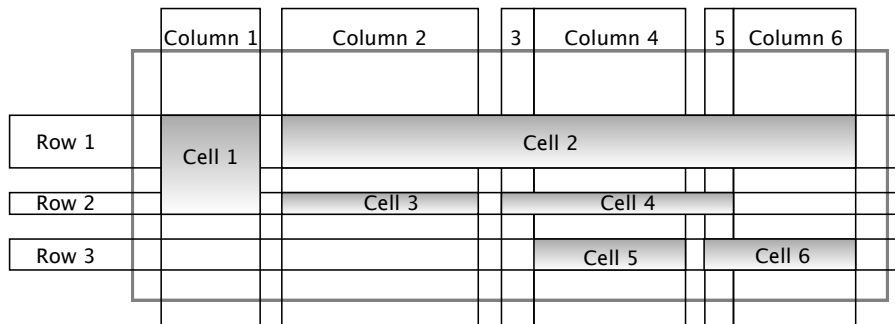 Column 1 Column 2 3 Column 4 5 Column 6
Row 1 Cell 1 Cell 2
Row 2 Cell 3 Cell 4
Row 3 Cell 5 Cell 6